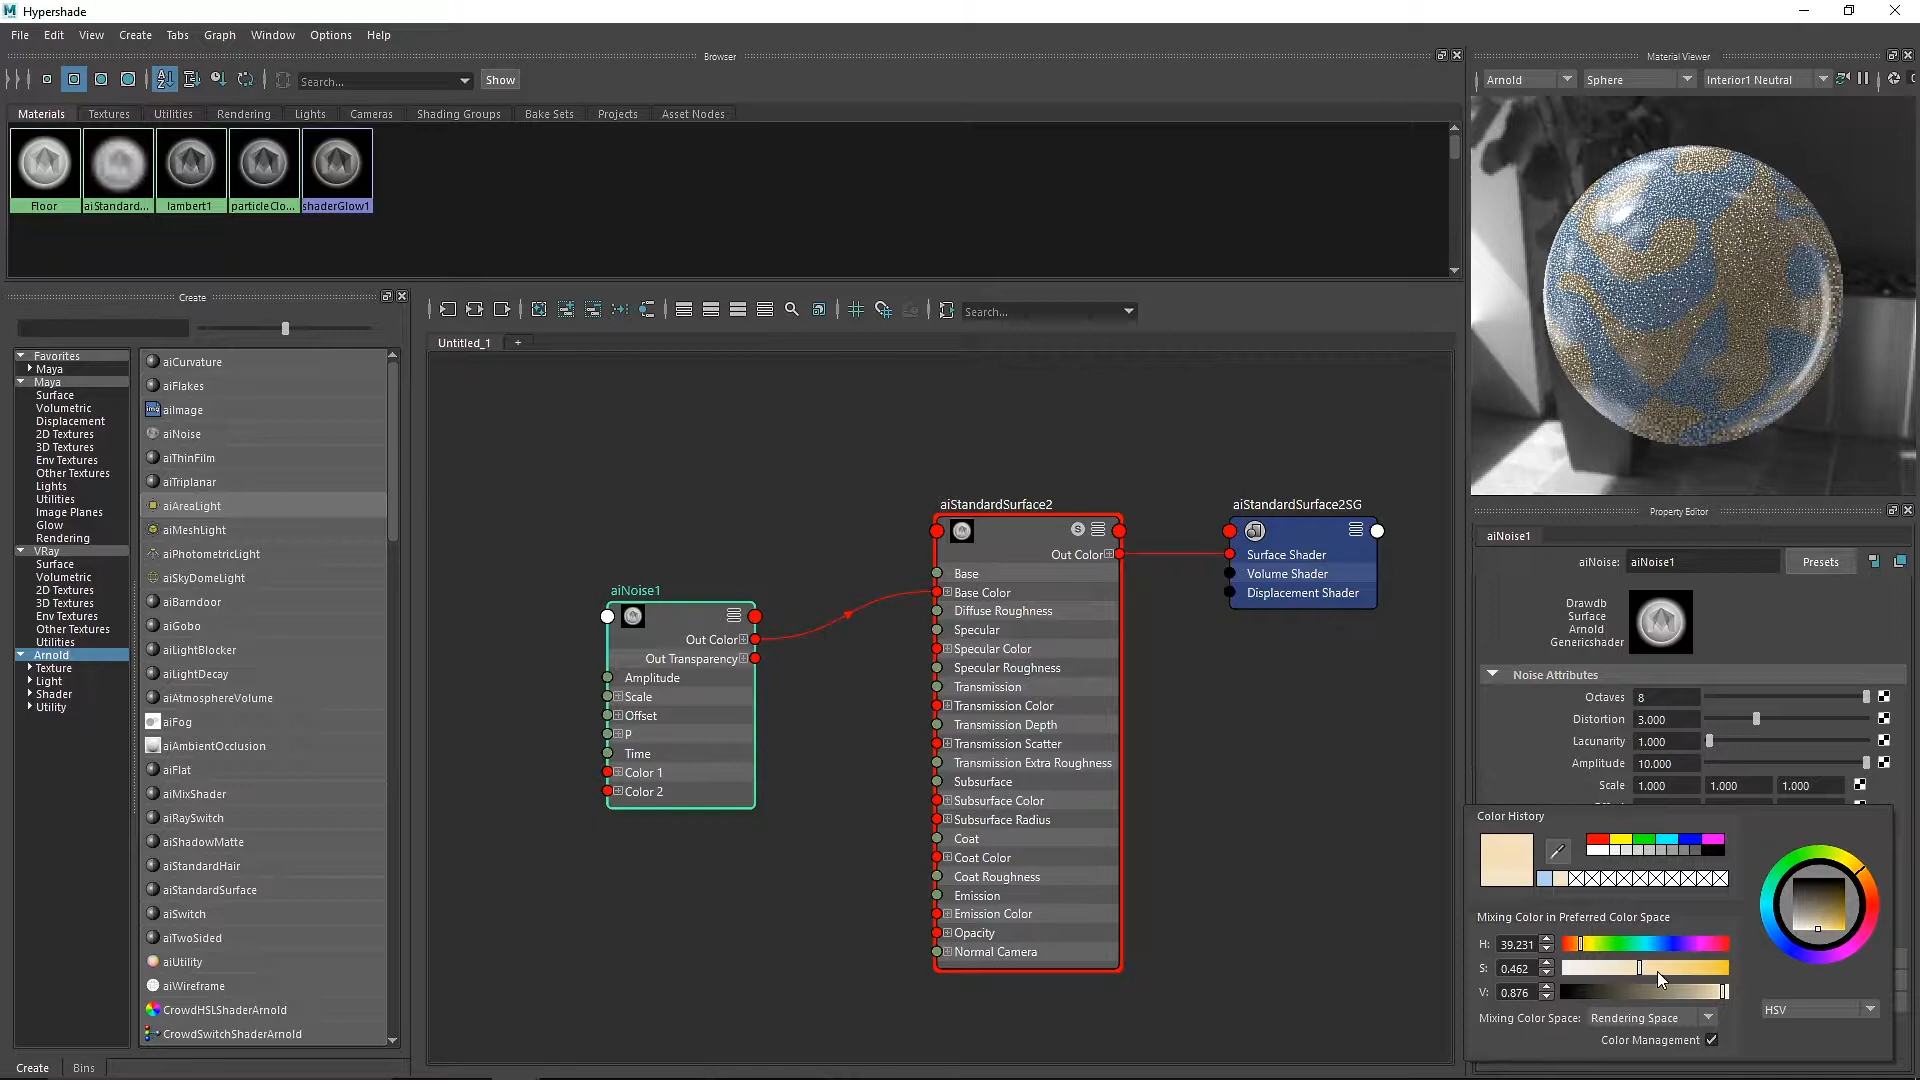 Hypershade
File Edit View Create Tabs Graph Window Options Help
Browser
Search...
Show
Materials Textures Utilities Rendering Lights Cameras Shading Groups Bake Sets Projects Asset Nodes
Floor aiStandard... lambert1 particleClo... shaderGlow1
Create
Favorites
Maya
Maya
Surface
Volumetric
Displacement
2D Textures
3D Textures
Env Textures
Other Textures
Lights
Utilities
Image Planes
Glow
Rendering
VRay
Surface
Volumetric
2D Textures
3D Textures
Env Textures
Other Textures
Utilities
Arnold
Texture
Light
Shader
Utility
aiCurvature
aiFlakes
aiImage
aiNoise
aiThinFilm
aiTriplanar
aiAreaLight
aiMeshLight
aiPhotometricLight
aiSkyDomeLight
aiBarndoor
aiGobo
aiLightBlocker
aiLightDecay
aiAtmosphereVolume
aiFog
aiAmbientOcclusion
aiFlat
aiMixShader
aiRaySwitch
aiShadowMatte
aiStandardHair
aiStandardSurface
aiSwitch
aiTwoSided
aiUtility
aiWireframe
CrowdHSLShaderArnold
CrowdSwitchShaderArnold
Create Bins
Search...
Untitled_1 +
aiNoise1
Out Color
Out Transparency
Amplitude
Scale
Offset
P
Time
Color 1
Color 2
aiStandardSurface2
S
Out Color
Base
Base Color
Diffuse Roughness
Specular
Specular Color
Specular Roughness
Transmission
Transmission Color
Transmission Depth
Transmission Scatter
Transmission Extra Roughness
Subsurface
Subsurface Color
Subsurface Radius
Coat
Coat Color
Coat Roughness
Emission
Emission Color
Opacity
Normal Camera
aiStandardSurface2SG
Surface Shader
Volume Shader
Displacement Shader
Material Viewer
Arnold Sphere Interior1 Neutral
Property Editor
aiNoise1
aiNoise: aiNoise1 Presets
Drawdb
Surface
Arnold
Genericshader
Noise Attributes
Octaves 8
Distortion 3.000
Lacunarity 1.000
Amplitude 10.000
Scale 1.000 1.000 1.000
Color History
Mixing Color in Preferred Color Space
H: 39.231
S: 0.462
V: 0.876
HSV
Mixing Color Space: Rendering Space
Color Management